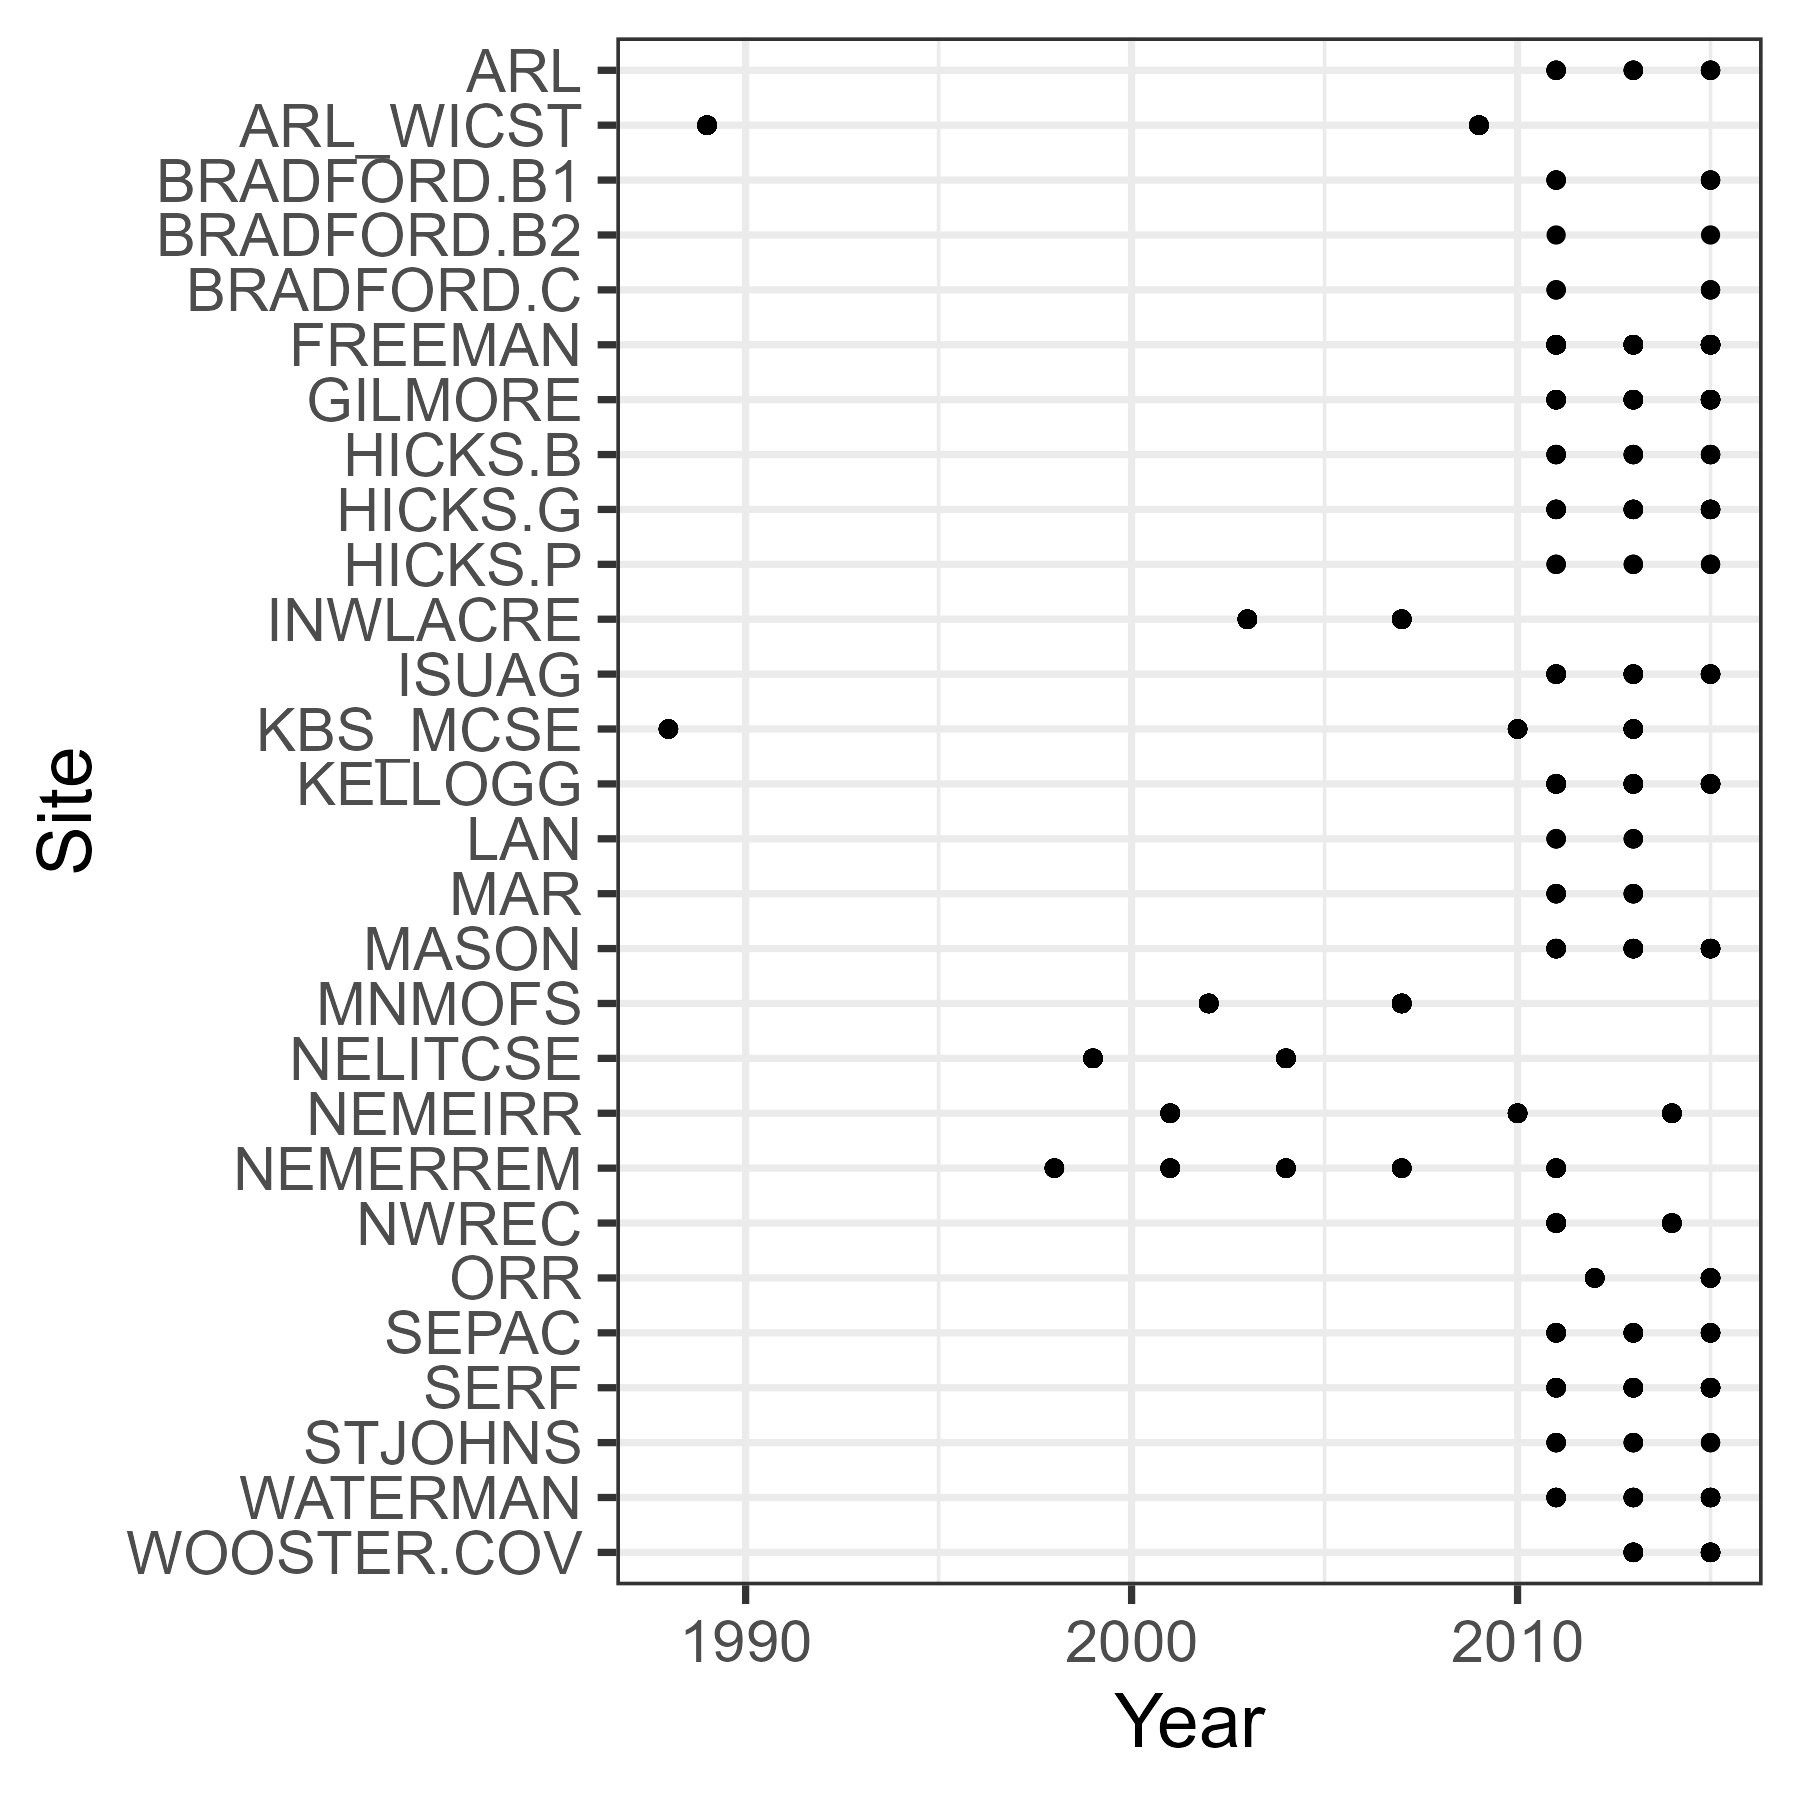 ARL
ARL_WICST
BRADFORD.B1
BRADFORD.B2
BRADFORD.C
FREEMAN
GILMORE
HICKS.B
HICKS.G
HICKS.P
INWLACRE
ISUAG
KBS_MCSE
KELLOGG
LAN
MAR
MASON
MNMOFS
NELITCSE
NEMEIRR
NEMERREM
NWREC
ORR
SEPAC
SERF
STJOHNS
WATERMAN
WOOSTER.COV
Site
1990 2000 2010
Year